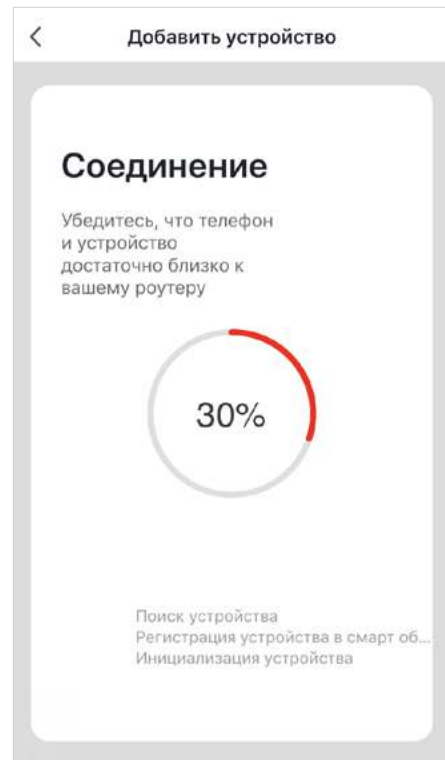 Добавить устройство
Соединение
Убедитесь, что телефон
и устройство
достаточно близко к
вашему роутеру
30%
Поиск устройства
Регистрация устройства в смарт об...
Инициализация устройства